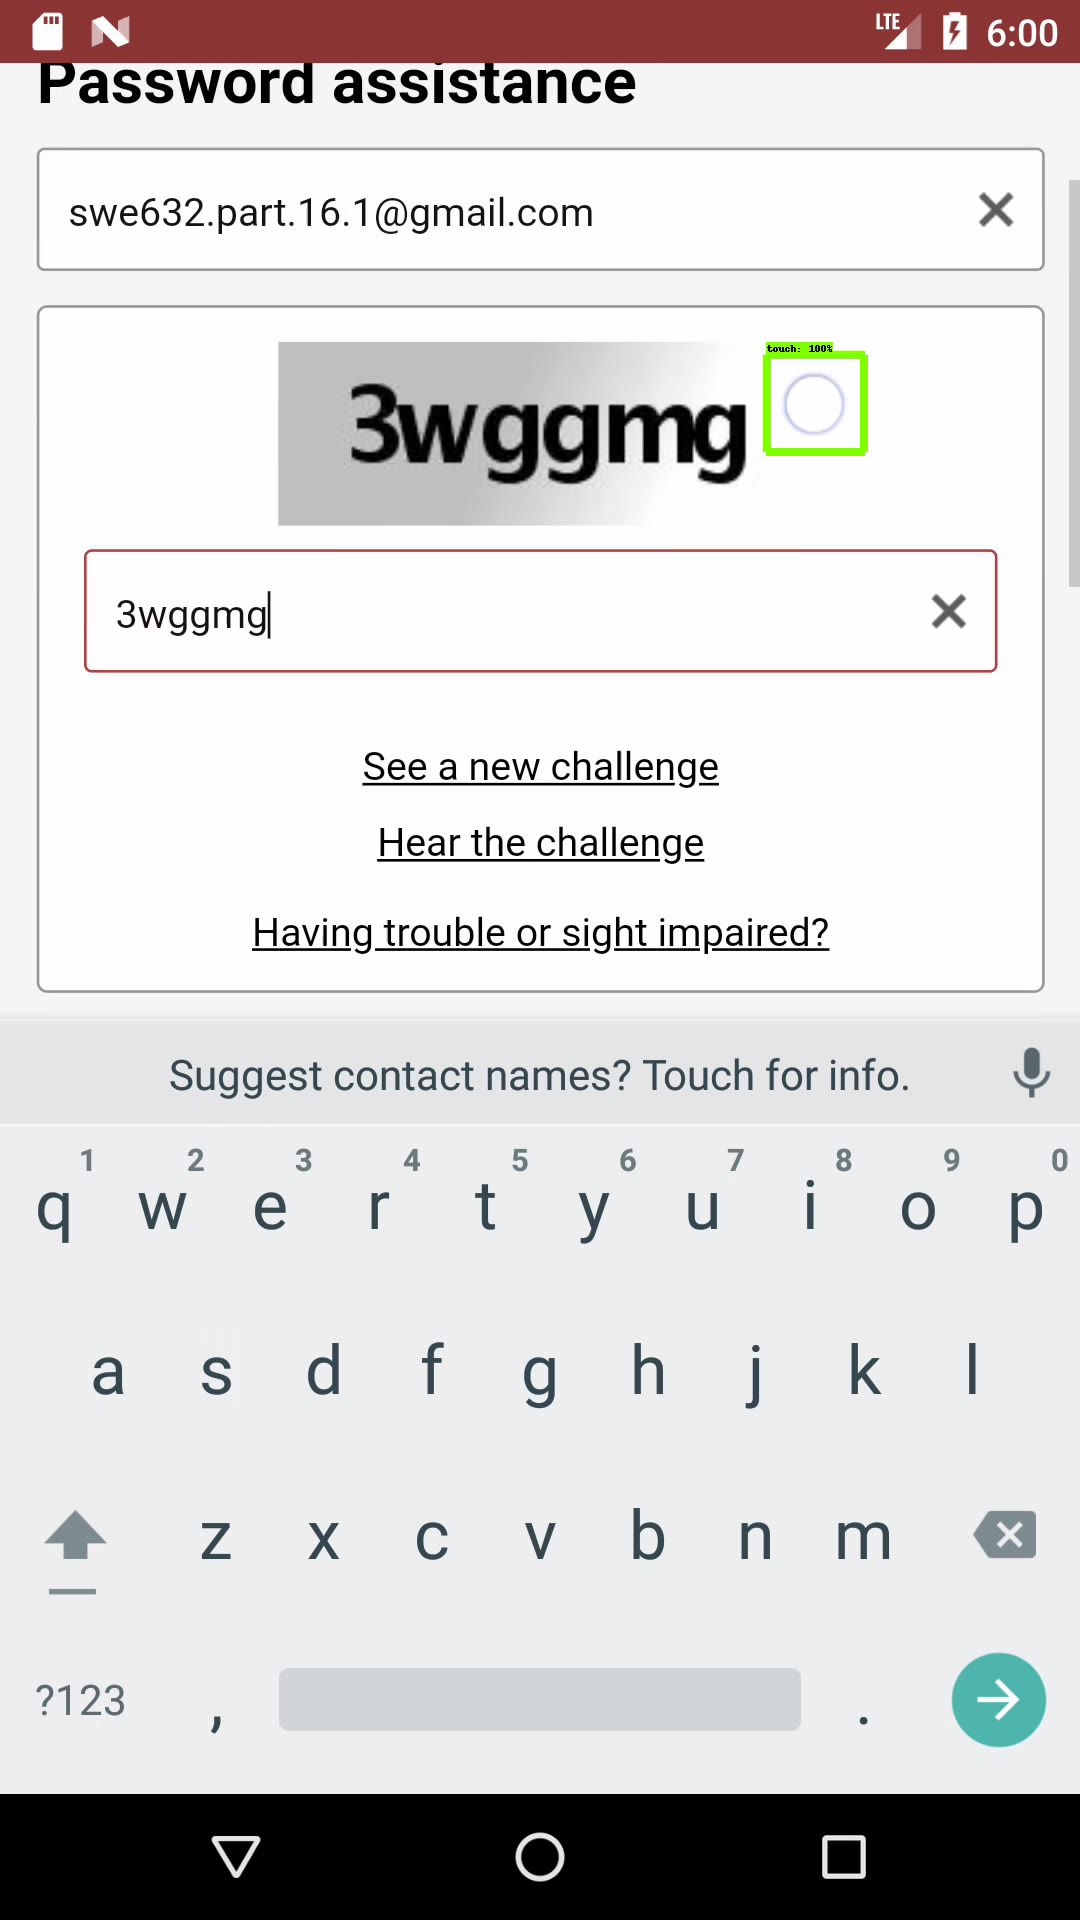 LTE 6:00
Password assistance
swe632.part.16.1@gmail.com
touch: 100%
3wggmg
3wggmg
See a new challenge
Hear the challenge
Having trouble or sight impaired?
Suggest contact names? Touch for info.
1 2 3 4 5 6 7 8 9 0
q w e r t y u i o p
a s d f g h j k l
z x c v b n m
?123 , .